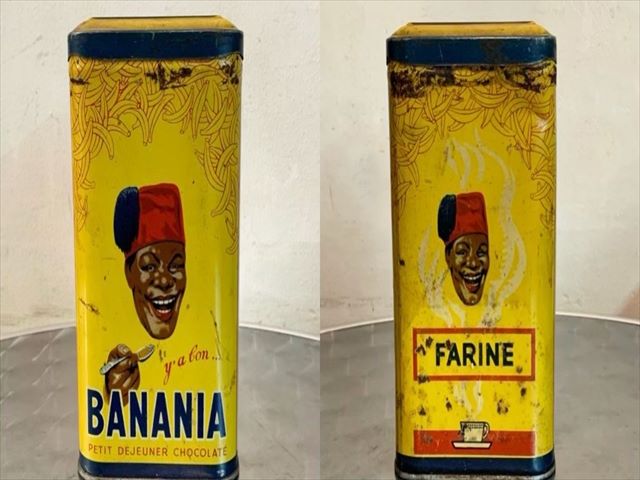 y'a bon...
BANANIA
PETIT DEJEUNER CHOCOLATÉ
FARINE